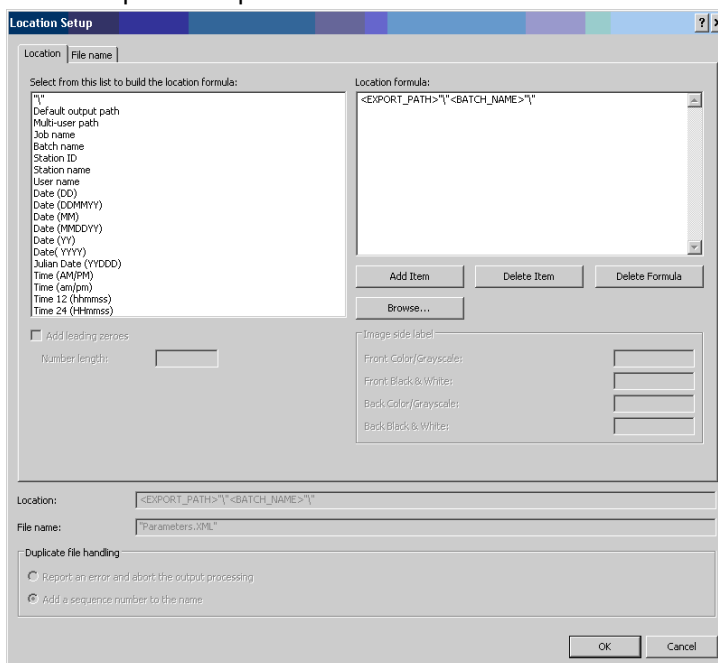 Location Setup
? x
Location
File name
Select from this list to build the location formula:
"\"
Default output path
Multi-user path
Job name
Batch name
Station ID
Station name
User name
Date (DD)
Date (DDMMYY)
Date (MM)
Date (MMDDYY)
Date (YY)
Date( YYYY)
Julian Date (YYDDD)
Time (AM/PM)
Time (am/pm)
Time 12 (hhmmss)
Time 24 (HHmmss)
Location formula:
<EXPORT_PATH>"\"<BATCH_NAME>"\"
Add Item
Delete Item
Delete Formula
Browse...
Add leading zeroes
Number length:
Image side label
Front Color/Grayscale:
Front Black & White:
Back Color/Grayscale:
Back Black & White:
Location:
<EXPORT_PATH>"\"<BATCH_NAME>"\"
File name:
"Parameters.XML"
Duplicate file handling
Report an error and abort the output processing
Add a sequence number to the name
OK
Cancel